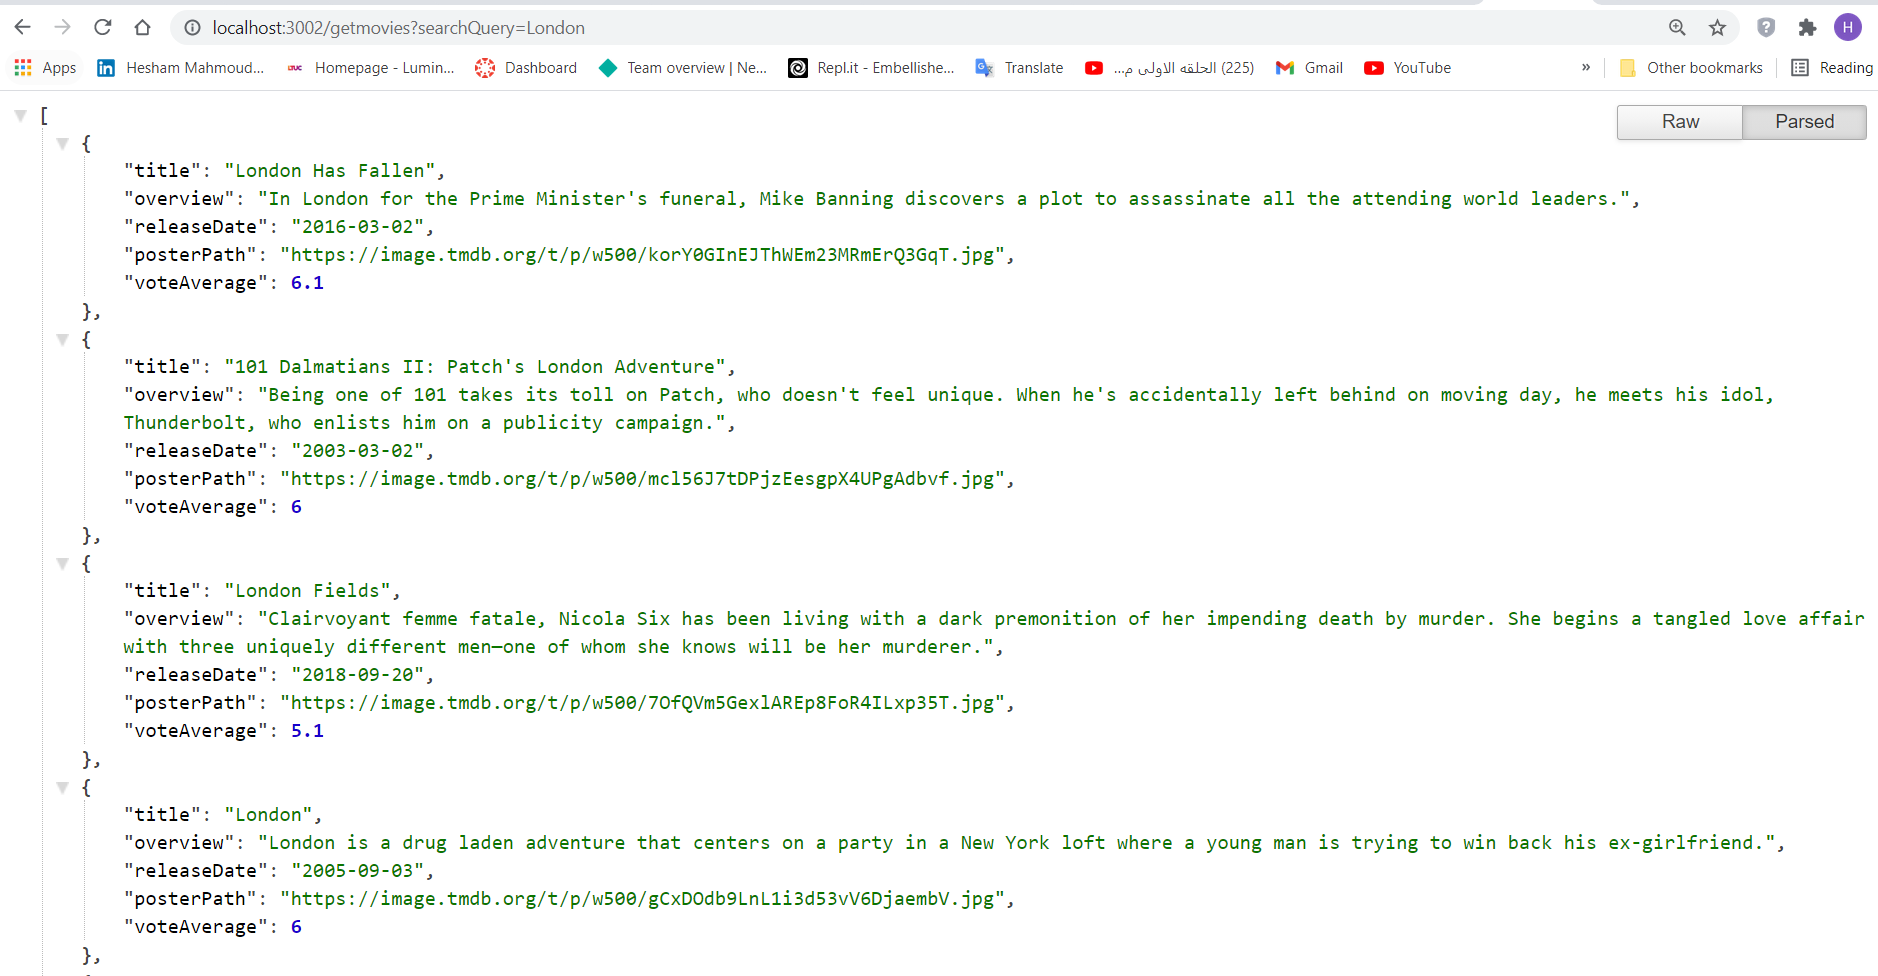 localhost:3002/getmovies?searchQuery=London
H
Apps
in
Hesham Mahmoud...
LTUC
Homepage - Lumin...
Dashboard
Team overview | Ne...
Repl.it - Embellishe...
Translate
(225) الحلقه الاولى م...
Gmail
YouTube
»
Other bookmarks
Reading
Raw
Parsed
[
{
"title": "London Has Fallen",
"overview": "In London for the Prime Minister's funeral, Mike Banning discovers a plot to assassinate all the attending world leaders.",
"releaseDate": "2016-03-02",
"posterPath": "https://image.tmdb.org/t/p/w500/korY0GInEJThWEm23MRmErQ3GqT.jpg",
"voteAverage": 6.1
},
{
"title": "101 Dalmatians II: Patch's London Adventure",
"overview": "Being one of 101 takes its toll on Patch, who doesn't feel unique. When he's accidentally left behind on moving day, he meets his idol,
Thunderbolt, who enlists him on a publicity campaign.",
"releaseDate": "2003-03-02",
"posterPath": "https://image.tmdb.org/t/p/w500/mcl56J7tDPjzEesgpX4UPgAdbvf.jpg",
"voteAverage": 6
},
{
"title": "London Fields",
"overview": "Clairvoyant femme fatale, Nicola Six has been living with a dark premonition of her impending death by murder. She begins a tangled love affair
with three uniquely different men—one of whom she knows will be her murderer.",
"releaseDate": "2018-09-20",
"posterPath": "https://image.tmdb.org/t/p/w500/7OfQVm5GexlAREp8FoR4ILxp35T.jpg",
"voteAverage": 5.1
},
{
"title": "London",
"overview": "London is a drug laden adventure that centers on a party in a New York loft where a young man is trying to win back his ex-girlfriend.",
"releaseDate": "2005-09-03",
"posterPath": "https://image.tmdb.org/t/p/w500/gCxDOdb9LnL1i3d53vV6DjaembV.jpg",
"voteAverage": 6
},